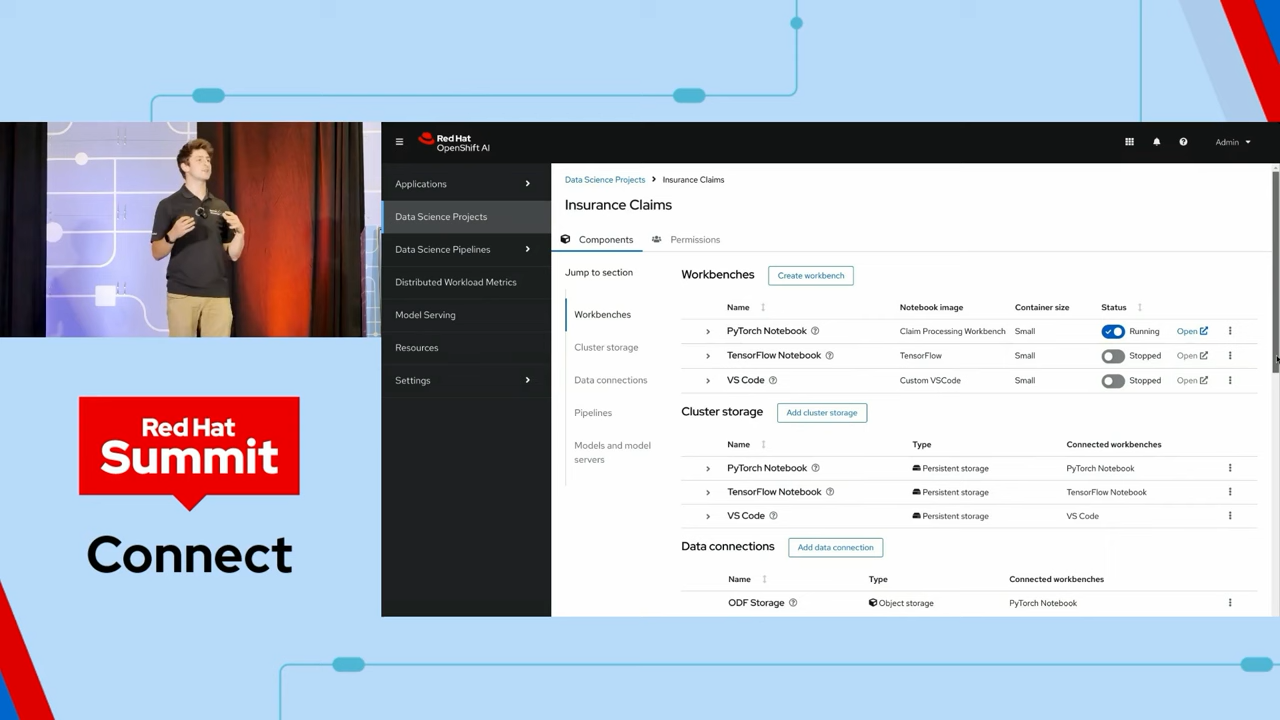 Red Hat
OpenShift AI
Admin
Applications
Data Science Projects
Data Science Pipelines
Distributed Workload Metrics
Model Serving
Resources
Settings
Data Science Projects > Insurance Claims
Insurance Claims
Components Permissions
Jump to section
Workbenches
Cluster storage
Data connections
Pipelines
Models and model
servers
Workbenches Create workbench
Name Notebook image Container size Status
PyTorch Notebook Claim Processing Workbench Small Running Open
TensorFlow Notebook TensorFlow Small Stopped Open
VS Code Custom VSCode Small Stopped Open
Cluster storage Add cluster storage
Name Type Connected workbenches
PyTorch Notebook Persistent storage PyTorch Notebook
TensorFlow Notebook Persistent storage TensorFlow Notebook
VS Code Persistent storage VS Code
Data connections Add data connection
Name Type Connected workbenches
ODF Storage Object storage PyTorch Notebook
Red Hat
Summit
Connect